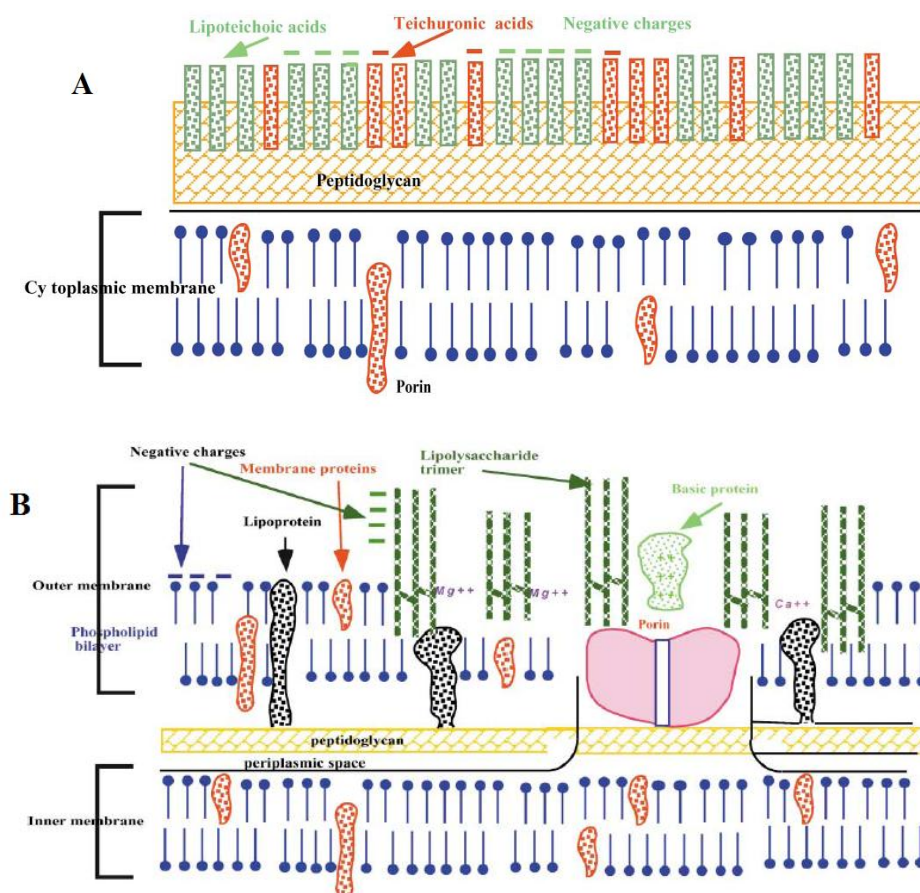 Lipoteichoic acids
Teichuronic acids
Negative charges
A
Peptidoglycan
Cy toplasmic membrane
Porin
Negative charges
Lipolysaccharide
trimer
Membrane proteins
Basic protein
B
Lipoprotein
Outer membrane
Mg++
Mg++
Ca++
Phospholipid
bilayer
Porin
peptidoglycan
periplasmic space
Inner membrane
++
++
++